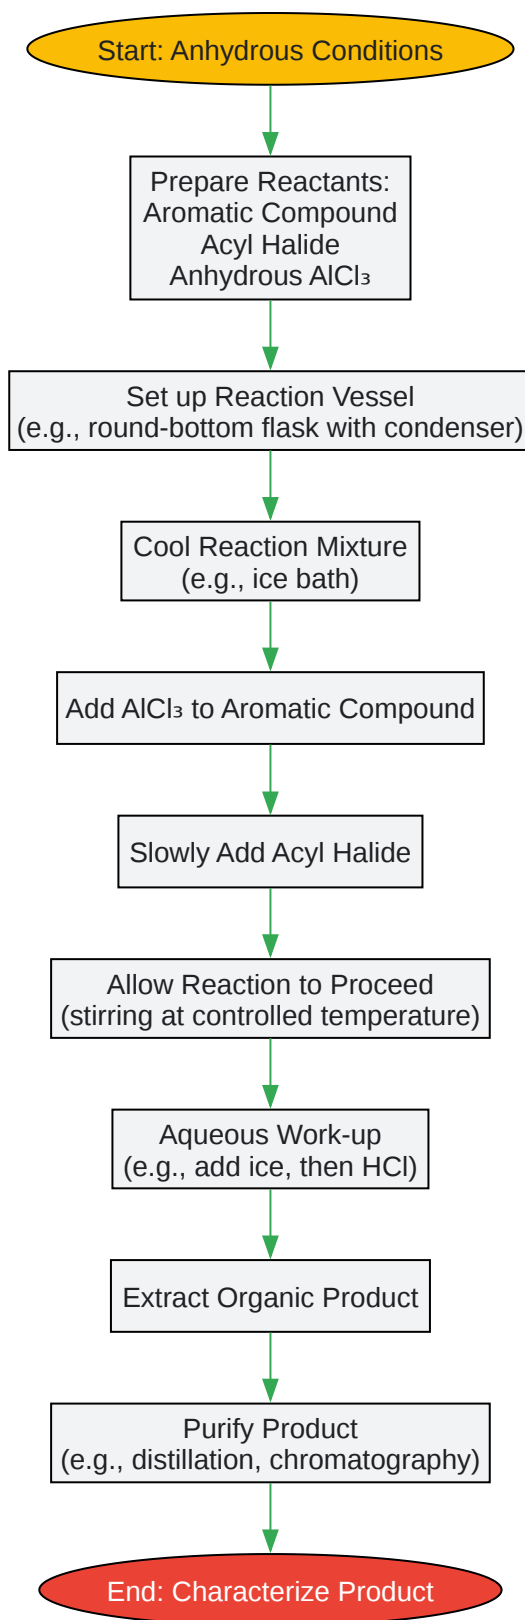 Start: Anhydrous Conditions
Prepare Reactants:
Aromatic Compound
Acyl Halide
Anhydrous AlCl₃
Set up Reaction Vessel
(e.g., round-bottom flask with condenser)
Cool Reaction Mixture
(e.g., ice bath)
Add AlCl₃ to Aromatic Compound
Slowly Add Acyl Halide
Allow Reaction to Proceed
(stirring at controlled temperature)
Aqueous Work-up
(e.g., add ice, then HCl)
Extract Organic Product
Purify Product
(e.g., distillation, chromatography)
End: Characterize Product